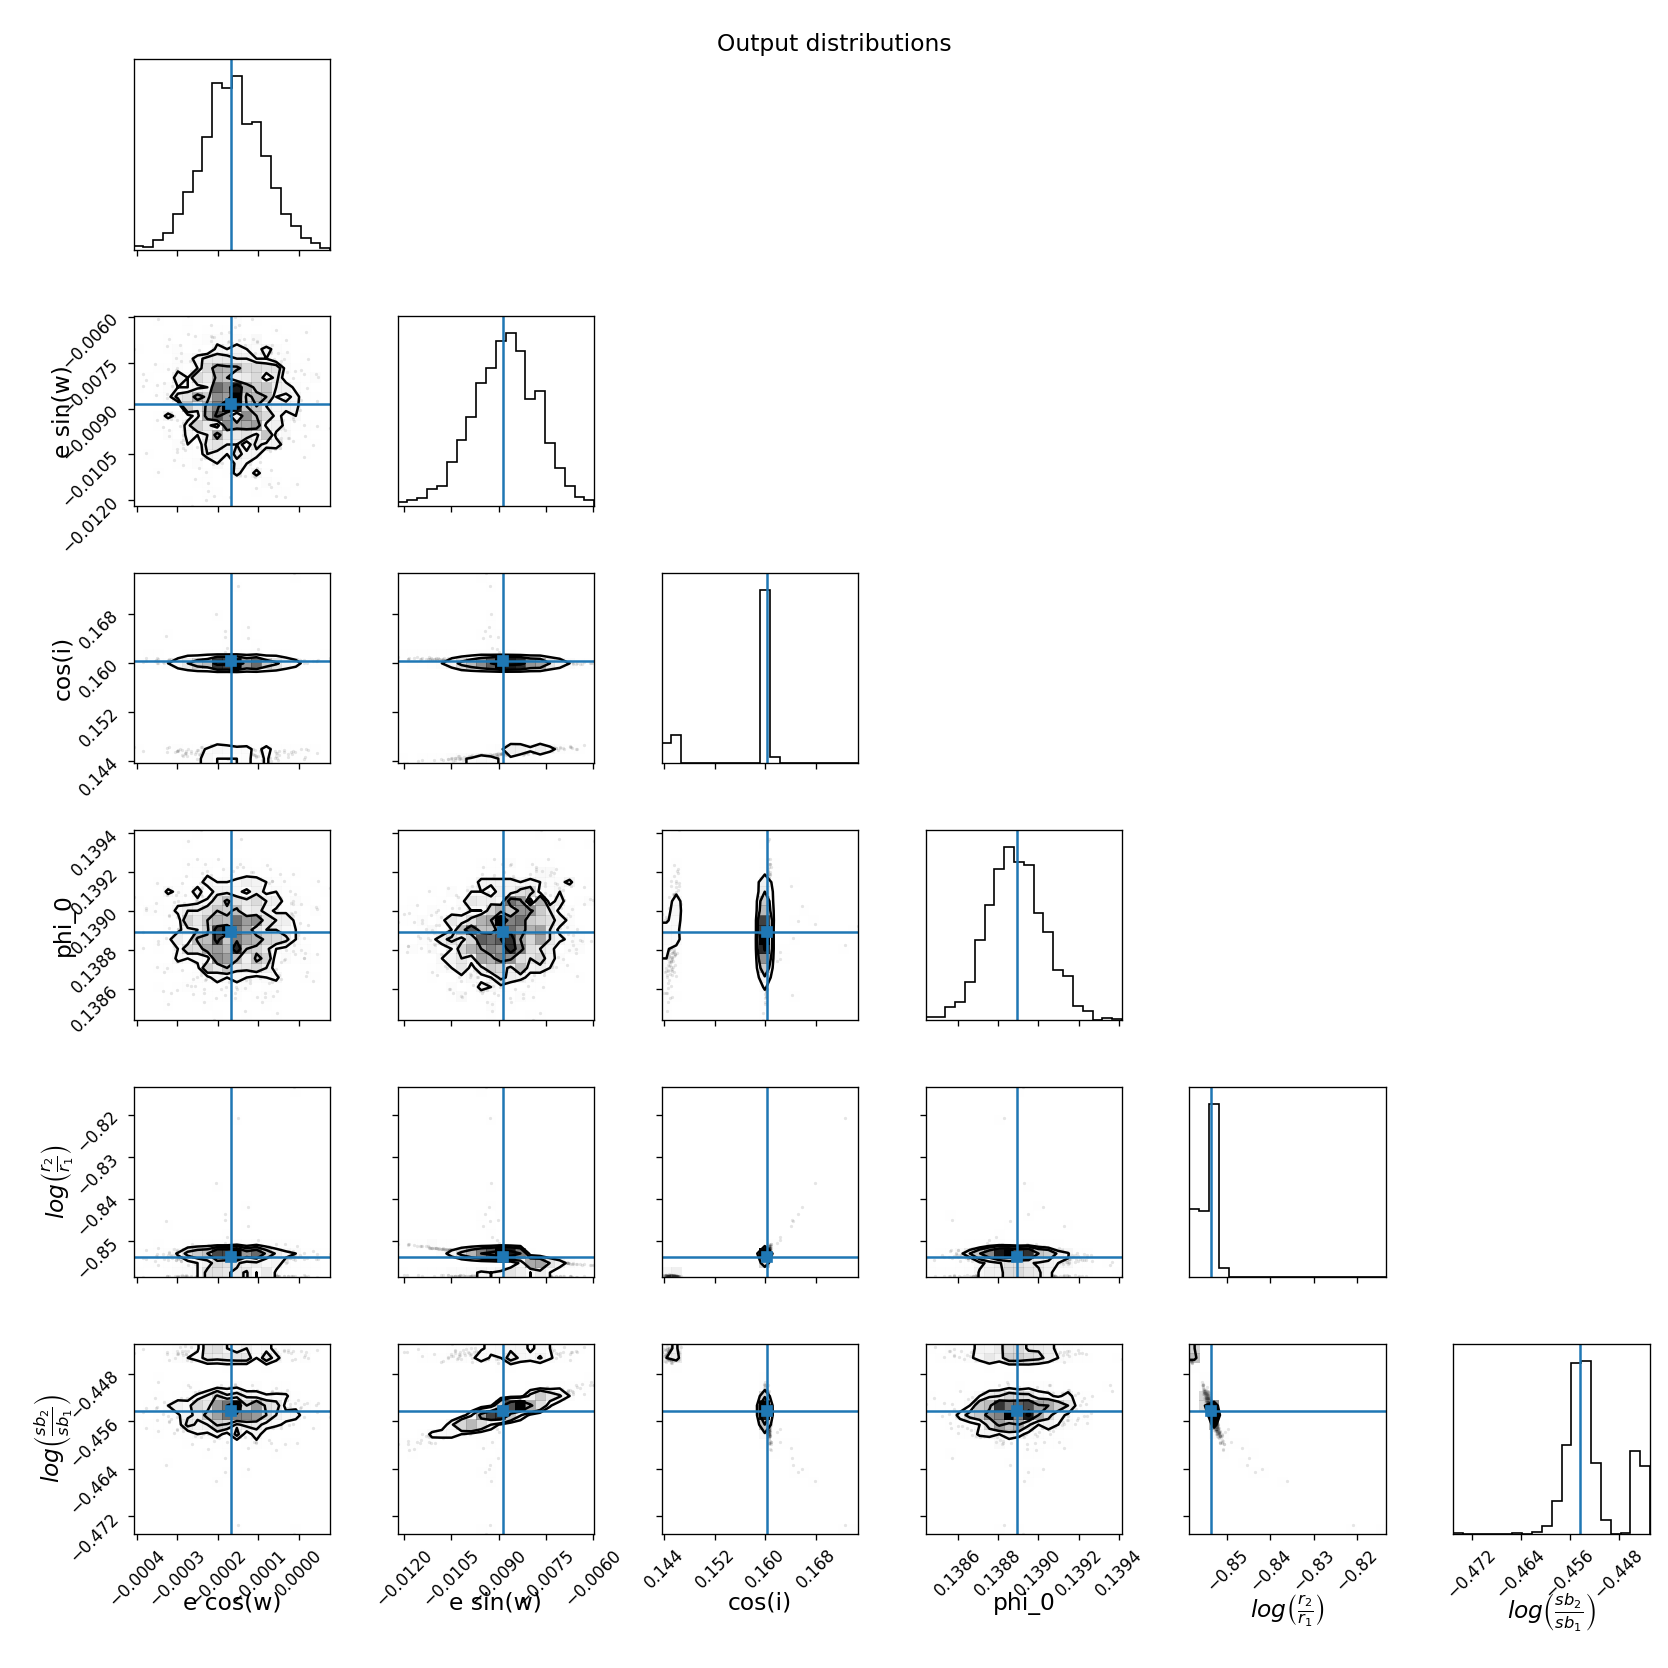 Output distributions
e sin(w)
−0.0060
−0.0075
−0.0090
−0.0105
−0.0120
cos(i)
0.168
0.160
0.152
0.144
phi_0
0.1394
0.1392
0.1390
0.1388
0.1386
log(r₂/r₁)
−0.82
−0.83
−0.84
−0.85
log(sb₂/sb₁)
−0.448
−0.456
−0.464
−0.472
−0.0004 −0.0003 −0.0002 −0.0001 −0.0000
−0.0120 −0.0105 −0.0090 −0.0075 −0.0060
0.144 0.152 0.160 0.168
0.1386 0.1388 0.1390 0.1392 0.1394
−0.85 −0.84 −0.83 −0.82
−0.472 −0.464 −0.456 −0.448
e cos(w)
e sin(w)
cos(i)
phi_0
log(r₂/r₁)
log(sb₂/sb₁)